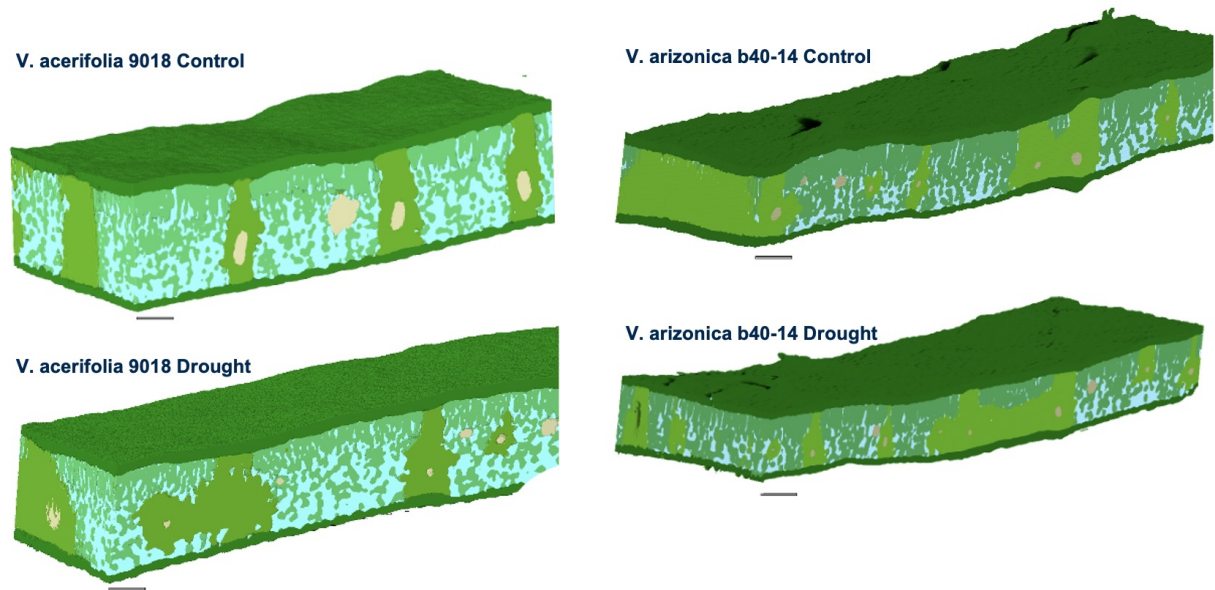 V. acerifolia 9018 Control
V. arizonica b40-14 Control
V. acerifolia 9018 Drought
V. arizonica b40-14 Drought